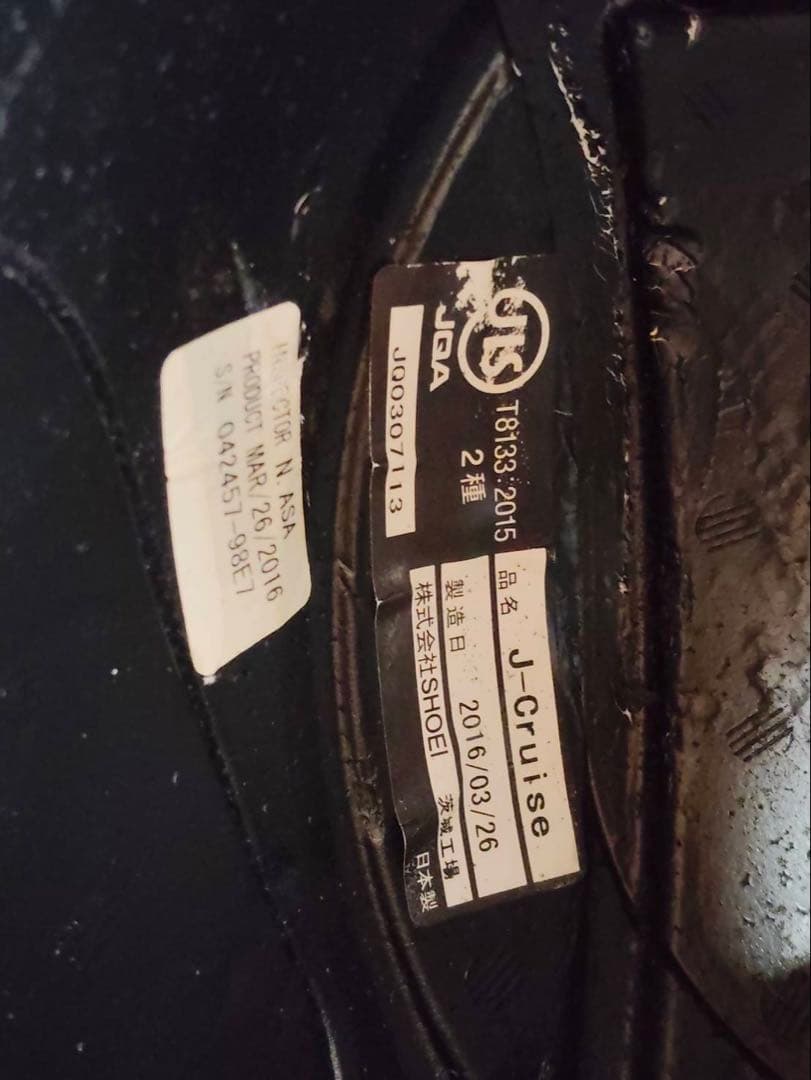 JIS
JQA
JQ0307113
T8133:2015
2種
品名 J-Cruise
製造日 2016/03/26
株式会社SHOEI 茨城工場
日本製
INSPECTOR N. ASA
PRODUCT MAR/26/2016
S/N 042457-98E7